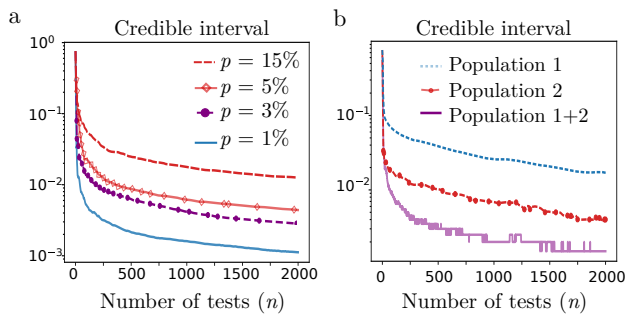 a
Credible interval
10⁰
10⁻¹
10⁻²
10⁻³
p = 15%
p = 5%
p = 3%
p = 1%
0 500 1000 1500 2000
Number of tests (n)
b
Credible interval
10⁻¹
10⁻²
Population 1
Population 2
Population 1+2
0 500 1000 1500 2000
Number of tests (n)